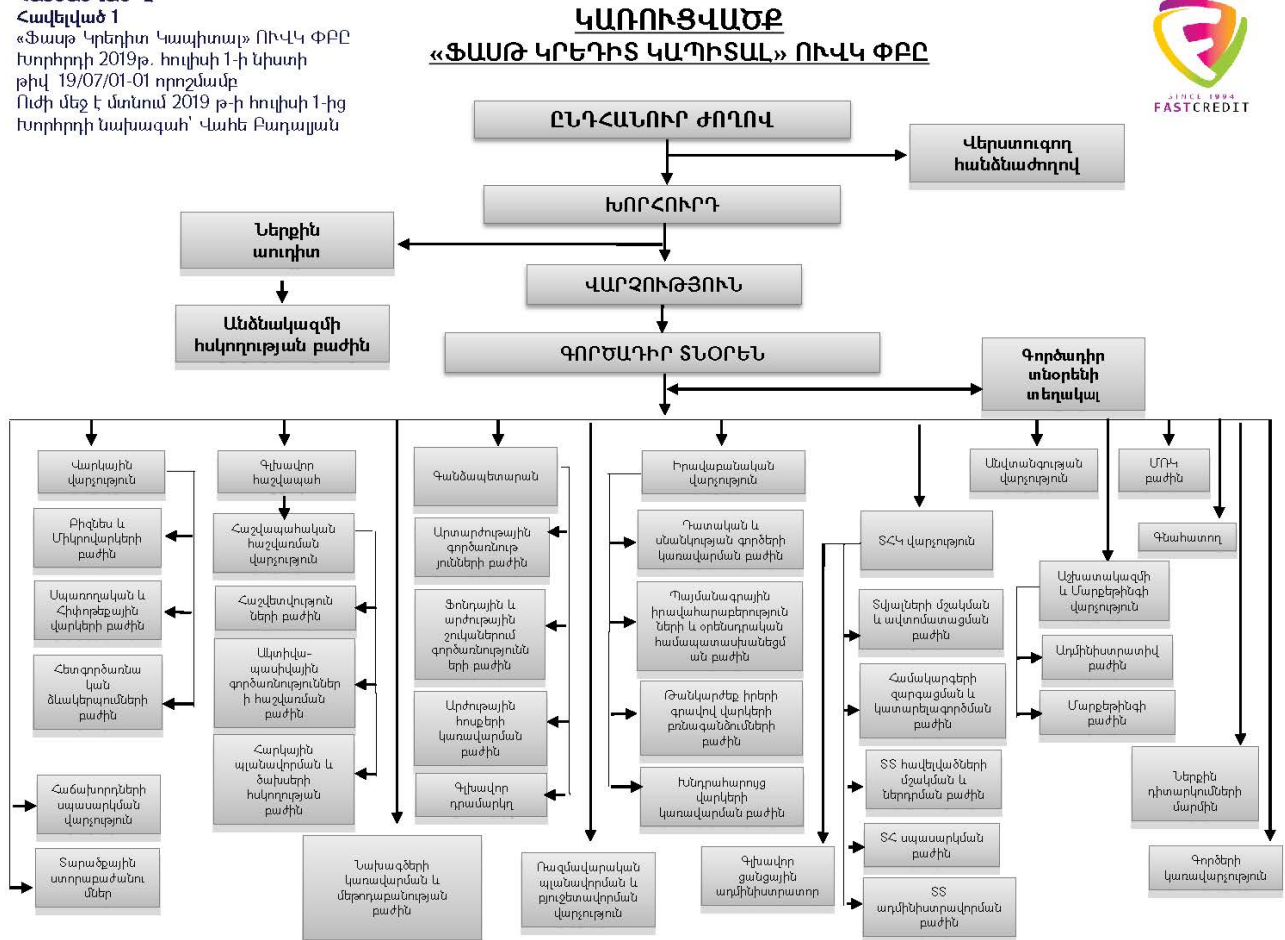 Հավելված 1
«Ֆասթ Կրեդիտ Կապիտալ» ՈՒՎԿ ՓԲԸ
Խորհրդի 2019թ. հուլիսի 1-ի նիստի
թիվ 19/07/01-01 որոշմամբ
Ուժի մեջ է մտնում 2019 թ-ի հուլիսի 1-ից
Խորհրդի նախագահ՝ Վահե Բադալյան
ԿԱՌՈՒՑՎԱԾՔ
«ՖԱՍԹ ԿՐԵԴԻՏ ԿԱՊԻՏԱԼ» ՈՒՎԿ ՓԲԸ
SINCE 1994
FASTCREDIT
ԸՆԴՀԱՆՈՒՐ ԺՈՂՈՎ
Վերստուգող
հանձնաժողով
ԽՈՐՀՈՒՐԴ
Ներքին
աուդիտ
ՎԱՐՉՈՒԹՅՈՒՆ
Անձնակազմի
հսկողության բաժին
ԳՈՐԾԱԴԻՐ ՏՆՕՐԵՆ
Գործադիր
տնօրենի
տեղակալ
Վարկային
վարչություն
Բիզնես և
Միկրովարկերի
բաժին
Սպառողական և
Հիփոթեքային
վարկերի բաժին
Հետգործառնա
կան
ձևակերպումների
բաժին
Հաճախորդների
սպասարկման
վարչություն
Տարածքային
ստորաբաժանու
մներ
Գլխավոր
հաշվապահ
Հաշվապահական
հաշվառման
վարչություն
Հաշվետվություն
ների բաժին
Ակտիվա-
պասիվային
գործառնություններ
ի հաշվառման
բաժին
Հարկային
պլանավորման և
ծախսերի
հսկողության
բաժին
Նախագծերի
կառավարման և
մեթոդաբանության
բաժին
Գանձապետարան
Արտարժութային
գործառնութ
յունների բաժին
Ֆոնդային և
արժութային
շուկաներում
գործառնությունն
երի բաժին
Արժութային
հոսքերի
կառավարման
բաժին
Գլխավոր
դրամարկղ
Ռազմավարական
պլանավորման և
բյուջետավորման
վարչություն
Իրավաբանական
վարչություն
Դատական և
սնանկության գործերի
կառավարման բաժին
Պայմանագրային
իրավահարաբերություն
ների և օրենսդրական
համապատասխանեցմ
ան բաժին
Թանկարժեք իրերի
գրավով վարկերի
բռնագանձումների
բաժին
Խնդրահարույց
վարկերի
կառավարման բաժին
Գլխավոր
ցանցային
ադմինիստրատոր
ՏՀԿ վարչություն
Տվյալների մշակման
և ավտոմատացման
բաժին
Համակարգերի
զարգացման և
կատարելագործման
բաժին
ՏՏ հավելվածների
մշակման և
ներդրման բաժին
ՏՀ սպասարկման
բաժին
ՏՏ
ադմինիստրավորման
բաժին
Անվտանգության
վարչություն
ՄՌԿ
բաժին
Գնահատող
Աշխատակազմի
և Մարքեթինգի
վարչություն
Ադմինիստրատիվ
բաժին
Մարքեթինգի
բաժին
Ներքին
դիտարկումների
մարմին
Գործերի
կառավարչություն